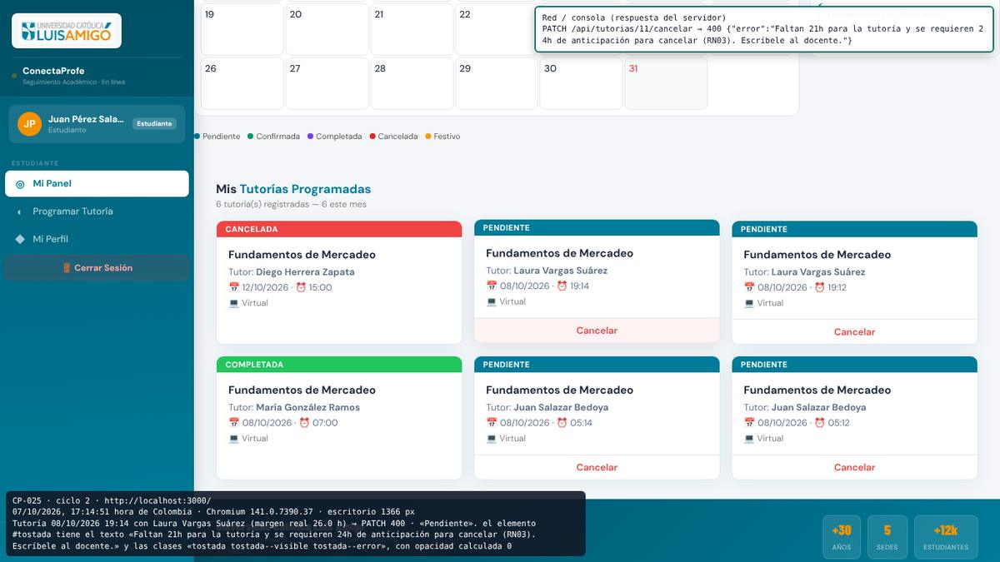 UNIVERSIDAD CATÓLICA
LUISAMIGÓ
ConectaProfe
Seguimiento Académico · En línea
JP
Juan Pérez Sala...
Estudiante
Estudiante
ESTUDIANTE
Mi Panel
Programar Tutoría
Mi Perfil
Cerrar Sesión
19
20
21
22
26
27
28
29
30
31
Red / consola (respuesta del servidor)
PATCH /api/tutorias/11/cancelar → 400 {"error":"Faltan 21h para la tutoría y se requieren 2
4h de anticipación para cancelar (RN03). Escríbele al docente."}
Pendiente
Confirmada
Completada
Cancelada
Festivo
Mis Tutorías Programadas
6 tutoría(s) registradas — 6 este mes
CANCELADA
Fundamentos de Mercadeo
Tutor: Diego Herrera Zapata
12/10/2026 · ⏰ 15:00
Virtual
PENDIENTE
Fundamentos de Mercadeo
Tutor: Laura Vargas Suárez
08/10/2026 · ⏰ 19:14
Virtual
Cancelar
PENDIENTE
Fundamentos de Mercadeo
Tutor: Laura Vargas Suárez
08/10/2026 · ⏰ 19:12
Virtual
Cancelar
COMPLETADA
Fundamentos de Mercadeo
Tutor: María González Ramos
08/10/2026 · ⏰ 07:00
Virtual
PENDIENTE
Fundamentos de Mercadeo
Tutor: Juan Salazar Bedoya
08/10/2026 · ⏰ 05:14
Virtual
Cancelar
PENDIENTE
Fundamentos de Mercadeo
Tutor: Juan Salazar Bedoya
08/10/2026 · ⏰ 05:12
Virtual
Cancelar
CP-025 · ciclo 2 · http://localhost:3000/
07/10/2026, 17:14:51 hora de Colombia · Chromium 141.0.7390.37 · escritorio 1366 px
Tutoría 08/10/2026 19:14 con Laura Vargas Suárez (margen real 26.0 h) → PATCH 400 · «Pendiente». el elemento
#tostada tiene el texto «Faltan 21h para la tutoría y se requieren 24h de anticipación para cancelar (RN03).
Escríbele al docente.» y las clases «tostada tostada--visible tostada--error», con opacidad calculada 0
+30
AÑOS
5
SEDES
+12k
ESTUDIANTES